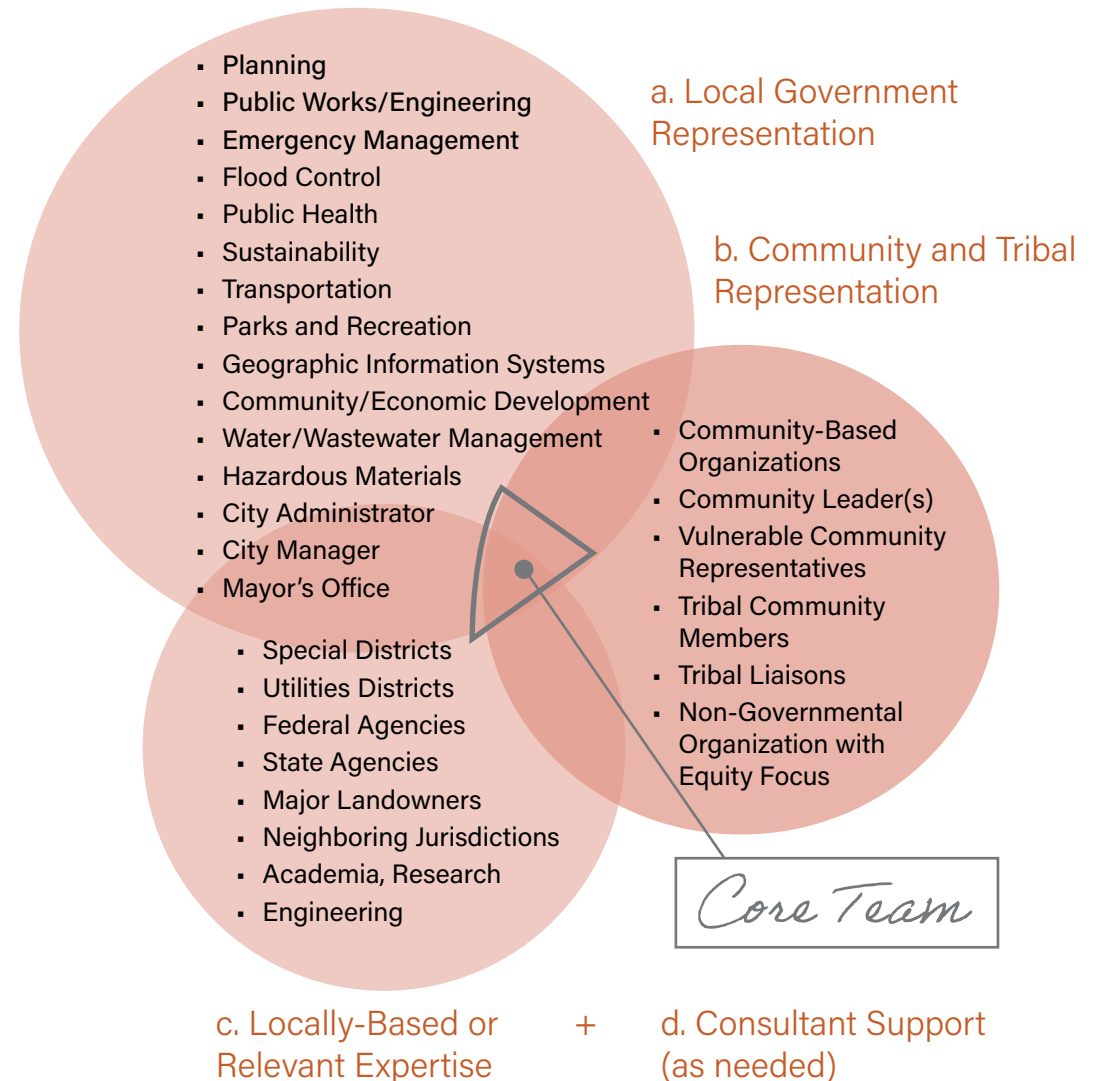 ▪ Planning
▪ Public Works/Engineering
▪ Emergency Management
▪ Flood Control
▪ Public Health
▪ Sustainability
▪ Transportation
▪ Parks and Recreation
▪ Geographic Information Systems
▪ Community/Economic Development
▪ Water/Wastewater Management
▪ Hazardous Materials
▪ City Administrator
▪ City Manager
▪ Mayor’s Office
a. Local Government
Representation
b. Community and Tribal
Representation
▪ Community-Based
Organizations
▪ Community Leader(s)
▪ Vulnerable Community
Representatives
▪ Tribal Community
Members
▪ Tribal Liaisons
▪ Non-Governmental
Organization with
Equity Focus
▪ Special Districts
▪ Utilities Districts
▪ Federal Agencies
▪ State Agencies
▪ Major Landowners
▪ Neighboring Jurisdictions
▪ Academia, Research
▪ Engineering
Core Team
c. Locally-Based or
Relevant Expertise
+
d. Consultant Support
(as needed)